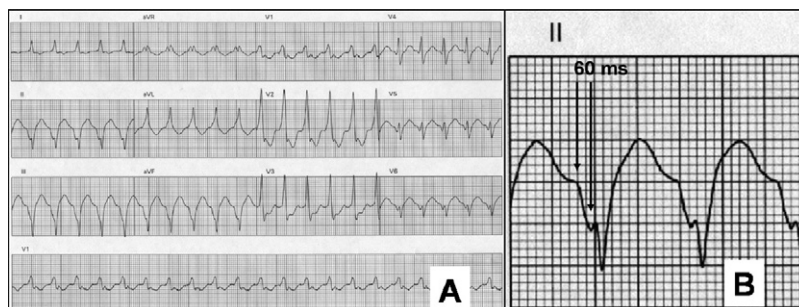 I aVR V1 V4
II aVL V2 V5
III aVF V3 V6
V1
A
II
60 ms
B